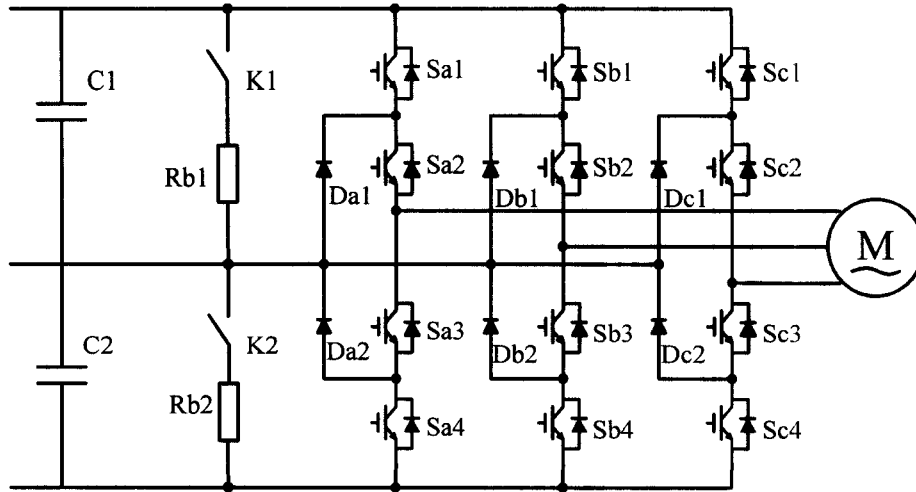 C1
K1
Sa1
Sb1
Sc1
Rb1
Da1
Sa2
Db1
Sb2
Dc1
Sc2
M
C2
K2
Da2
Sa3
Db2
Sb3
Dc2
Sc3
Rb2
Sa4
Sb4
Sc4